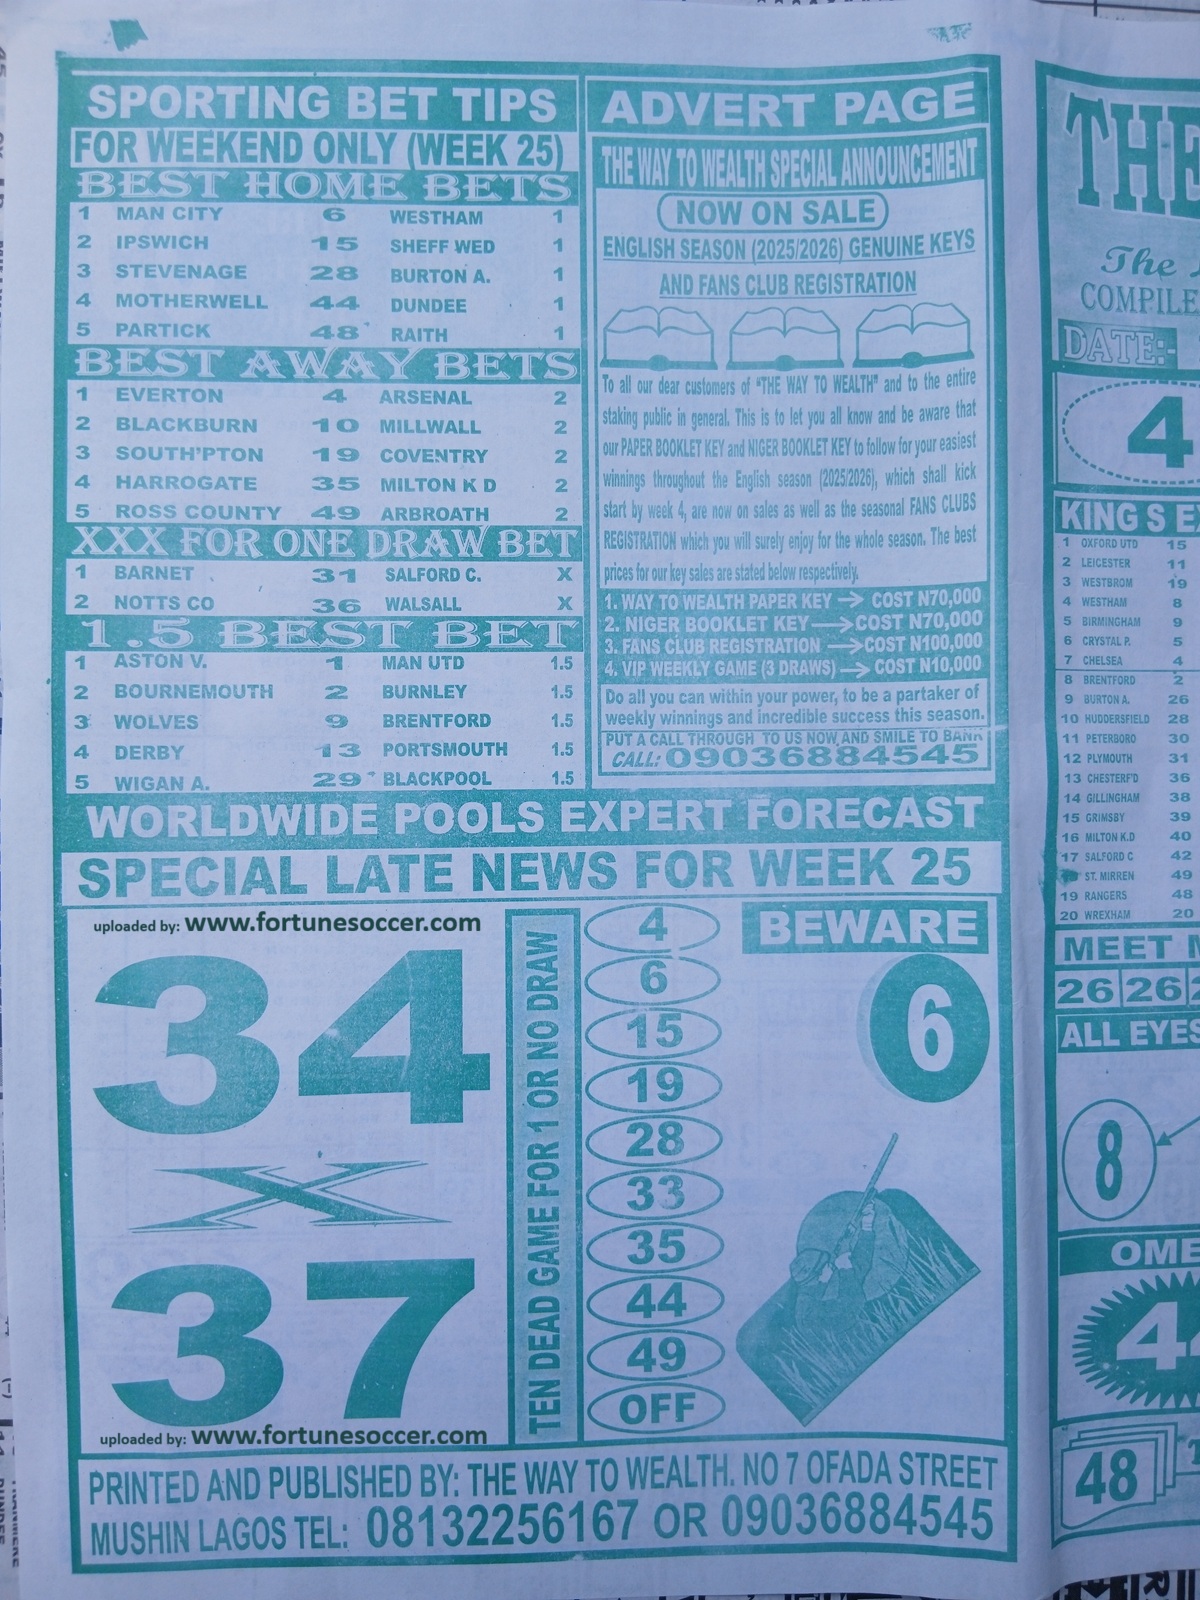 SPORTING BET TIPS
FOR WEEKEND ONLY (WEEK 25)
BEST HOME BETS
1 MAN CITY 6 WESTHAM 1
2 IPSWICH 15 SHEFF WED 1
3 STEVENAGE 28 BURTON A. 1
4 MOTHERWELL 44 DUNDEE 1
5 PARTICK 48 RAITH 1
BEST AWAY BETS
1 EVERTON 4 ARSENAL 2
2 BLACKBURN 10 MILLWALL 2
3 SOUTH'PTON 19 COVENTRY 2
4 HARROGATE 35 MILTON K D 2
5 ROSS COUNTY 49 ARBROATH 2
XXX FOR ONE DRAW BET
1 BARNET 31 SALFORD C. X
2 NOTTS CO 36 WALSALL X
1.5 BEST BET
1 ASTON V. 1 MAN UTD 1.5
2 BOURNEMOUTH 2 BURNLEY 1.5
3 WOLVES 9 BRENTFORD 1.5
4 DERBY 13 PORTSMOUTH 1.5
5 WIGAN A. 29 BLACKPOOL 1.5
ADVERT PAGE
THE WAY TO WEALTH SPECIAL ANNOUNCEMENT
NOW ON SALE
ENGLISH SEASON (2025/2026) GENUINE KEYS
AND FANS CLUB REGISTRATION
To all our dear customers of "THE WAY TO WEALTH" and to the entire
staking public in general. This is to let you all know and be aware that
our PAPER BOOKLET KEY and NIGER BOOKLET KEY to follow for your easiest
winnings throughout the English season (2025/2026), which shall kick
start by week 4, are now on sales as well as the seasonal FANS CLUBS
REGISTRATION which you will surely enjoy for the whole season. The best
prices for our key sales are stated below respectively.
1. WAY TO WEALTH PAPER KEY → COST N70,000
2. NIGER BOOKLET KEY → COST N70,000
3. FANS CLUB REGISTRATION → COST N100,000
4. VIP WEEKLY GAME (3 DRAWS) → COST N10,000
Do all you can within your power, to be a partaker of
weekly winnings and incredible success this season.
PUT A CALL THROUGH TO US NOW AND SMILE TO BANK
CALL: 09036884545
WORLDWIDE POOLS EXPERT FORECAST
SPECIAL LATE NEWS FOR WEEK 25
uploaded by: www.fortunesoccer.com
34
X
37
uploaded by: www.fortunesoccer.com
TEN DEAD GAME FOR 1 OR NO DRAW
4
6
15
19
28
33
35
44
49
OFF
BEWARE
6
PRINTED AND PUBLISHED BY: THE WAY TO WEALTH. NO 7 OFADA STREET
MUSHIN LAGOS TEL: 08132256167 OR 09036884545
THE
The
COMPILE
DATE:-
4
KING S E
1 OXFORD UTD 15
2 LEICESTER 11
3 WESTBROM 19
4 WESTHAM 8
5 BIRMINGHAM 9
6 CRYSTAL P. 5
7 CHELSEA 4
8 BRENTFORD 2
9 BURTON A. 26
10 HUDDERSFIELD 28
11 PETERBORO 30
12 PLYMOUTH 31
13 CHESTERF'D 36
14 GILLINGHAM 38
15 GRIMSBY 39
16 MILTON K.D 40
17 SALFORD C 42
ST. MIRREN 49
19 RANGERS 48
20 WREXHAM 20
MEET
26 26
ALL EYES
8
OME
4
48